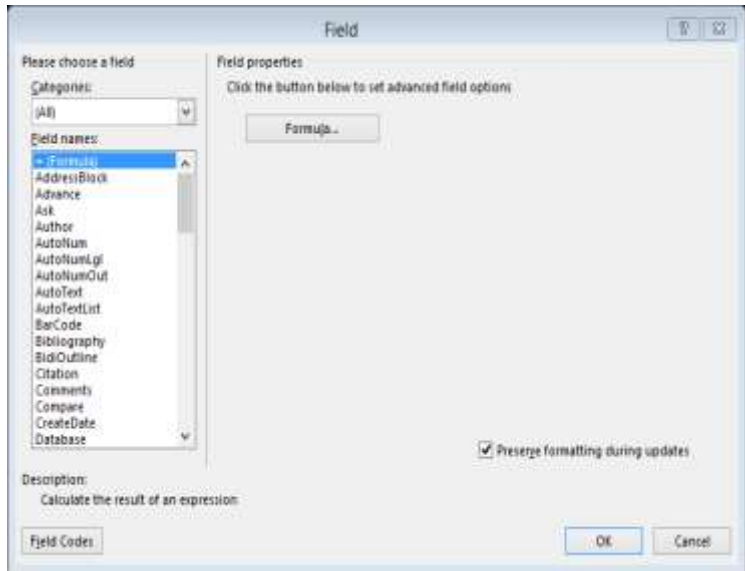 Field
Please choose a field
Categories:
(All)
Field names:
= (Formula)
AddressBlock
Advance
Ask
Author
AutoNum
AutoNumLgl
AutoNumOut
AutoText
AutoTextList
BarCode
Bibliography
BidiOutline
Citation
Comments
Compare
CreateDate
Database
Field properties
Click the button below to set advanced field options
Formula...
Preserve formatting during updates
Description:
Calculate the result of an expression
Field Codes
OK
Cancel